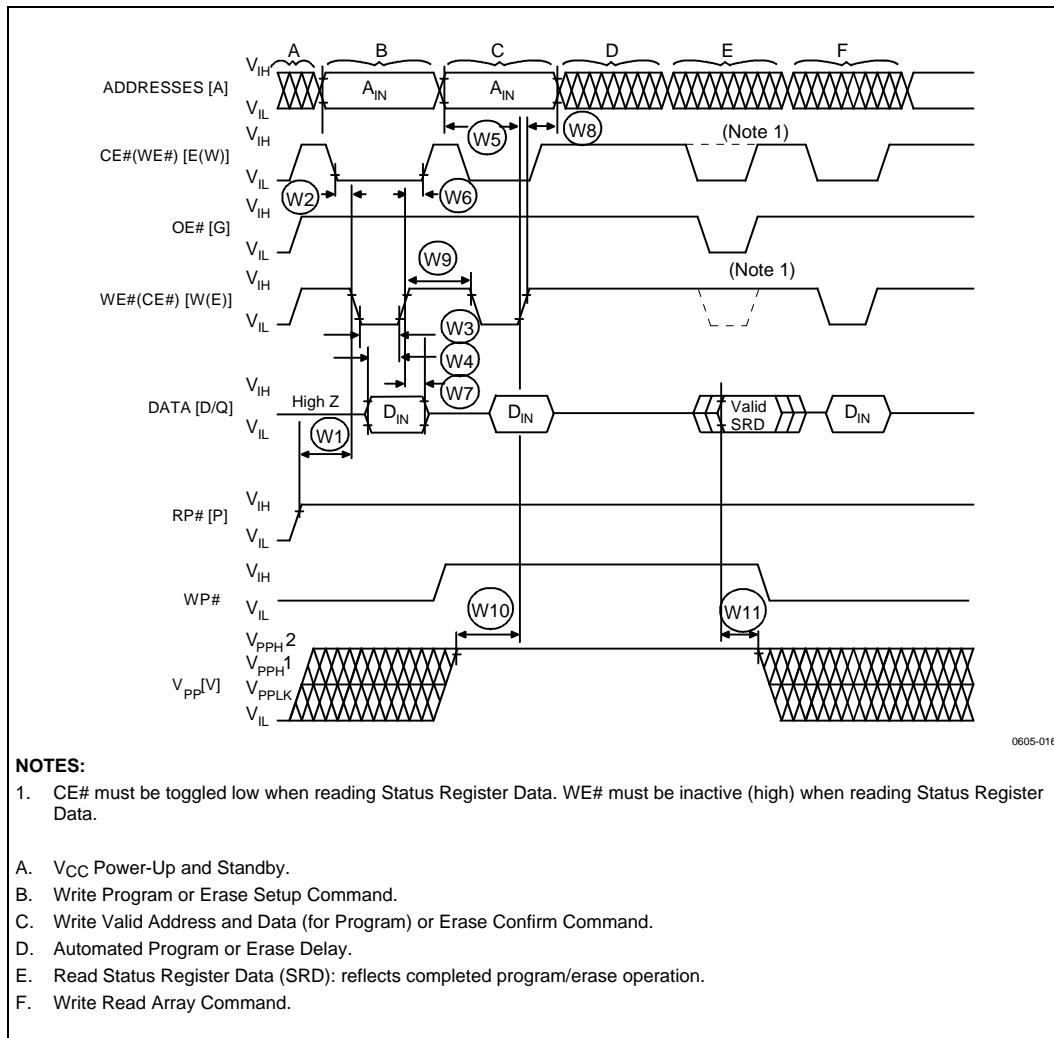 A B C D E F
V_IH
ADDRESSES [A] A_IN A_IN
V_IL
V_IH (Note 1)
W5 W8
CE#(WE#) [E(W)]
V_IL
W2 W6
V_IH
OE# [G]
V_IL
W9
V_IH (Note 1)
WE#(CE#) [W(E)]
V_IL
W3
W4
W7
V_IH
High Z
DATA [D/Q] D_IN D_IN Valid SRD D_IN
V_IL
W1
V_IH
RP# [P]
V_IL
V_IH
WP#
V_IL
W10 W11
V_PPH 2
V_PPH 1
V_PP [V] V_PPLK
V_IL
0605-016
NOTES:
1. CE# must be toggled low when reading Status Register Data. WE# must be inactive (high) when reading Status Register
Data.
A. V_CC Power-Up and Standby.
B. Write Program or Erase Setup Command.
C. Write Valid Address and Data (for Program) or Erase Confirm Command.
D. Automated Program or Erase Delay.
E. Read Status Register Data (SRD): reflects completed program/erase operation.
F. Write Read Array Command.